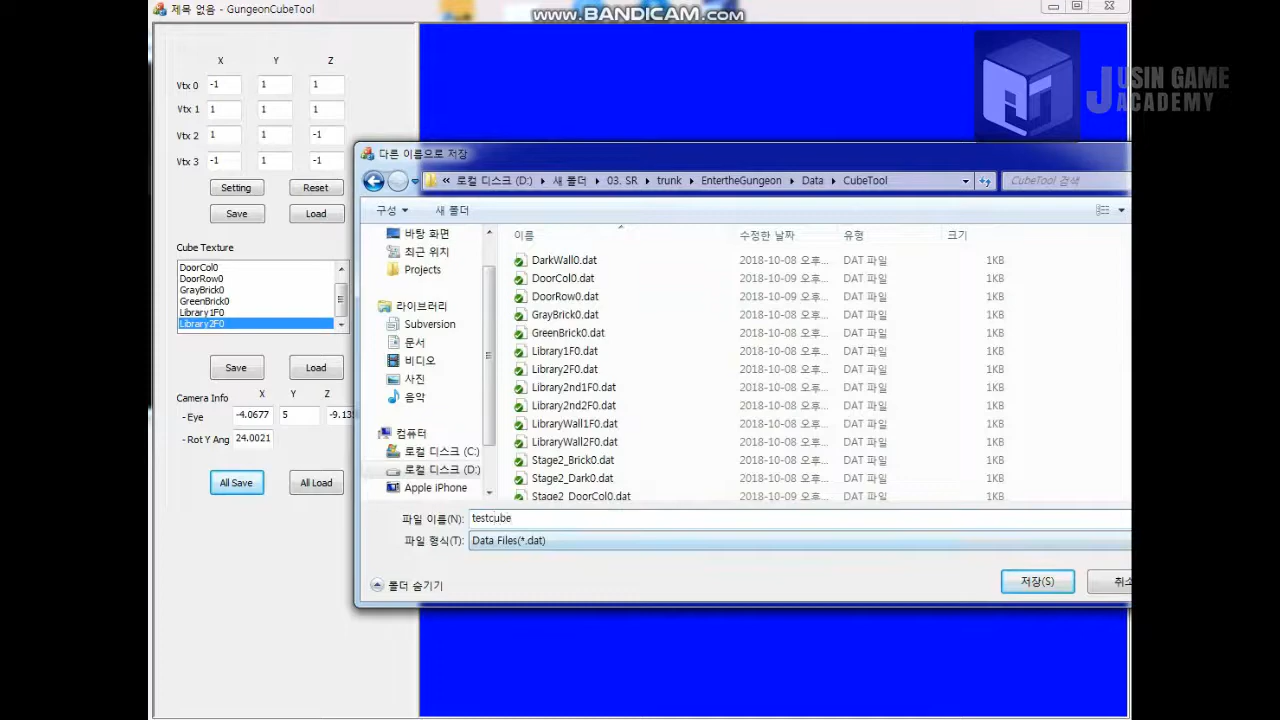 제목 없음 - GungeonCubeTool
www.BANDICAM.com
JUSIN GAME
ACADEMY
X Y Z
Vtx 0 -1 1 1
Vtx 1 1 1 1
Vtx 2 1 1 -1
Vtx 3 -1 1 -1
Setting Reset
Save Load
Cube Texture
DoorCol0
DoorRow0
GrayBrick0
GreenBrick0
Library1F0
Library2F0
Save Load
Camera Info
X Y Z
- Eye -4.0677 5
- Rot Y Ang 24.0021
All Save All Load
다른 이름으로 저장
« 로컬 디스크 (D:) 새 폴더 03. SR trunk EntertheGungeon Data CubeTool
CubeTool 검색
구성 새 폴더
바탕 화면
최근 위치
Projects
라이브러리
Subversion
문서
비디오
사진
음악
컴퓨터
로컬 디스크 (C:)
로컬 디스크 (D:)
Apple iPhone
이름 수정한 날짜 유형 크기
DarkWall0.dat 2018-10-08 오후... DAT 파일 1KB
DoorCol0.dat 2018-10-08 오후... DAT 파일 1KB
DoorRow0.dat 2018-10-08 오후... DAT 파일 1KB
GrayBrick0.dat 2018-10-08 오후... DAT 파일 1KB
GreenBrick0.dat 2018-10-08 오후... DAT 파일 1KB
Library1F0.dat 2018-10-08 오후... DAT 파일 1KB
Library2F0.dat 2018-10-08 오후... DAT 파일 1KB
Library2nd1F0.dat 2018-10-08 오후... DAT 파일 1KB
Library2nd2F0.dat 2018-10-08 오후... DAT 파일 1KB
LibraryWall1F0.dat 2018-10-08 오후... DAT 파일 1KB
LibraryWall2F0.dat 2018-10-08 오후... DAT 파일 1KB
Stage2_Brick0.dat 2018-10-08 오후... DAT 파일 1KB
Stage2_Dark0.dat 2018-10-08 오후... DAT 파일 1KB
Stage2_DoorCol0.dat 2018-10-09 오후... DAT 파일 1KB
파일 이름(N): testcube
파일 형식(T): Data Files(*.dat)
폴더 숨기기
저장(S)